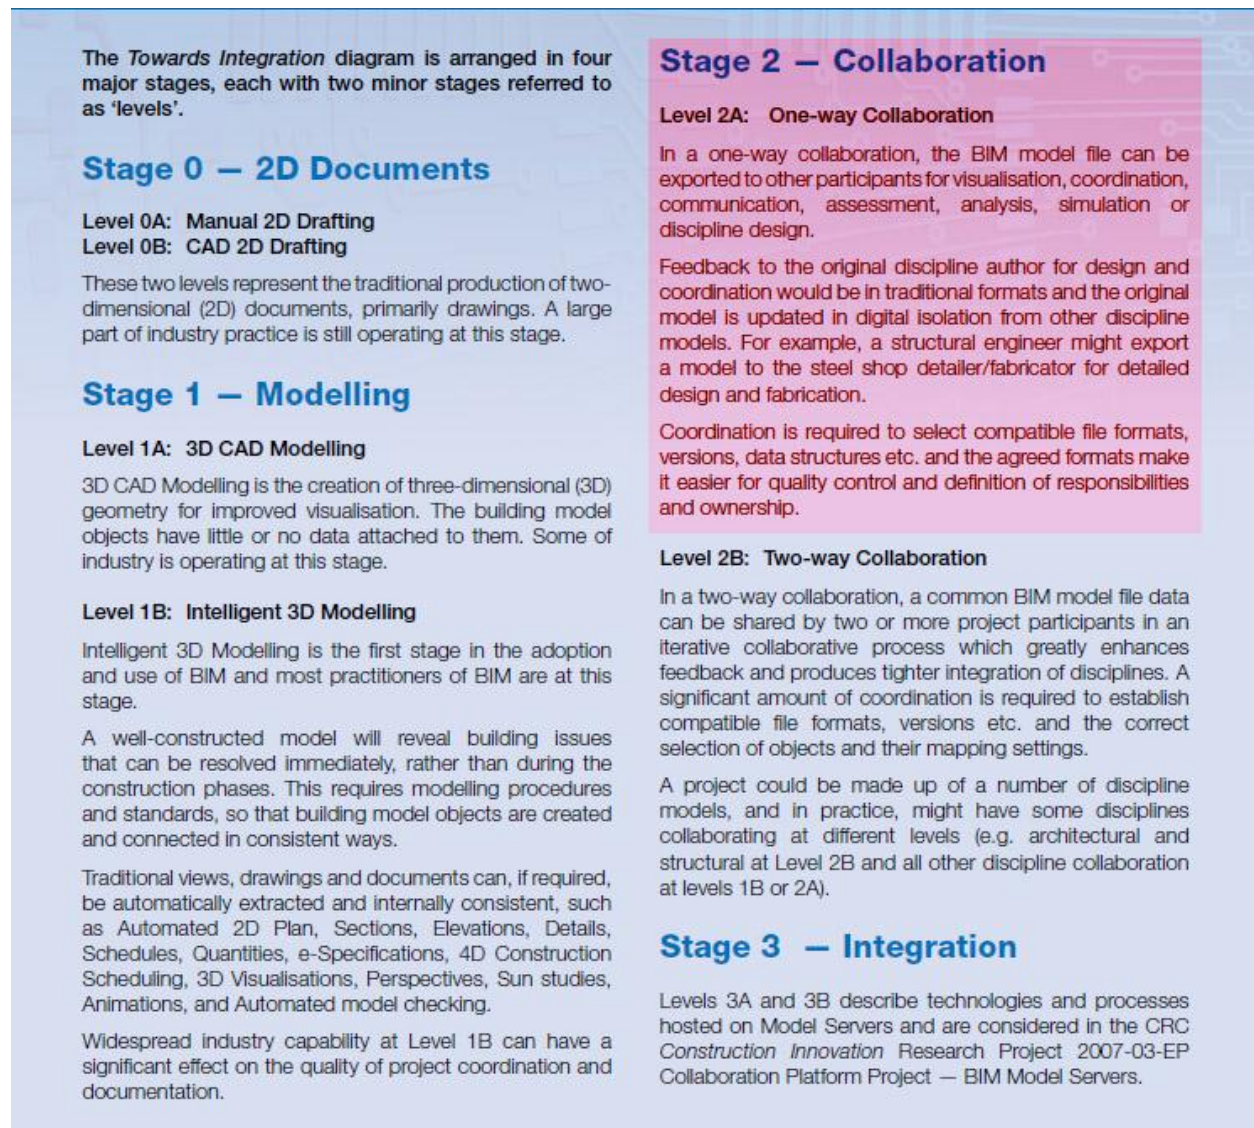 The Towards Integration diagram is arranged in four
major stages, each with two minor stages referred to
as ‘levels’.
Stage 0 — 2D Documents
Level 0A: Manual 2D Drafting
Level 0B: CAD 2D Drafting
These two levels represent the traditional production of two-
dimensional (2D) documents, primarily drawings. A large
part of industry practice is still operating at this stage.
Stage 1 — Modelling
Level 1A: 3D CAD Modelling
3D CAD Modelling is the creation of three-dimensional (3D)
geometry for improved visualisation. The building model
objects have little or no data attached to them. Some of
industry is operating at this stage.
Level 1B: Intelligent 3D Modelling
Intelligent 3D Modelling is the first stage in the adoption
and use of BIM and most practitioners of BIM are at this
stage.
A well-constructed model will reveal building issues
that can be resolved immediately, rather than during the
construction phases. This requires modelling procedures
and standards, so that building model objects are created
and connected in consistent ways.
Traditional views, drawings and documents can, if required,
be automatically extracted and internally consistent, such
as Automated 2D Plan, Sections, Elevations, Details,
Schedules, Quantities, e-Specifications, 4D Construction
Scheduling, 3D Visualisations, Perspectives, Sun studies,
Animations, and Automated model checking.
Widespread industry capability at Level 1B can have a
significant effect on the quality of project coordination and
documentation.
Stage 2 — Collaboration
Level 2A: One-way Collaboration
In a one-way collaboration, the BIM model file can be
exported to other participants for visualisation, coordination,
communication, assessment, analysis, simulation or
discipline design.
Feedback to the original discipline author for design and
coordination would be in traditional formats and the original
model is updated in digital isolation from other discipline
models. For example, a structural engineer might export
a model to the steel shop detailer/fabricator for detailed
design and fabrication.
Coordination is required to select compatible file formats,
versions, data structures etc. and the agreed formats make
it easier for quality control and definition of responsibilities
and ownership.
Level 2B: Two-way Collaboration
In a two-way collaboration, a common BIM model file data
can be shared by two or more project participants in an
iterative collaborative process which greatly enhances
feedback and produces tighter integration of disciplines. A
significant amount of coordination is required to establish
compatible file formats, versions etc. and the correct
selection of objects and their mapping settings.
A project could be made up of a number of discipline
models, and in practice, might have some disciplines
collaborating at different levels (e.g. architectural and
structural at Level 2B and all other discipline collaboration
at levels 1B or 2A).
Stage 3 — Integration
Levels 3A and 3B describe technologies and processes
hosted on Model Servers and are considered in the CRC
Construction Innovation Research Project 2007-03-EP
Collaboration Platform Project — BIM Model Servers.